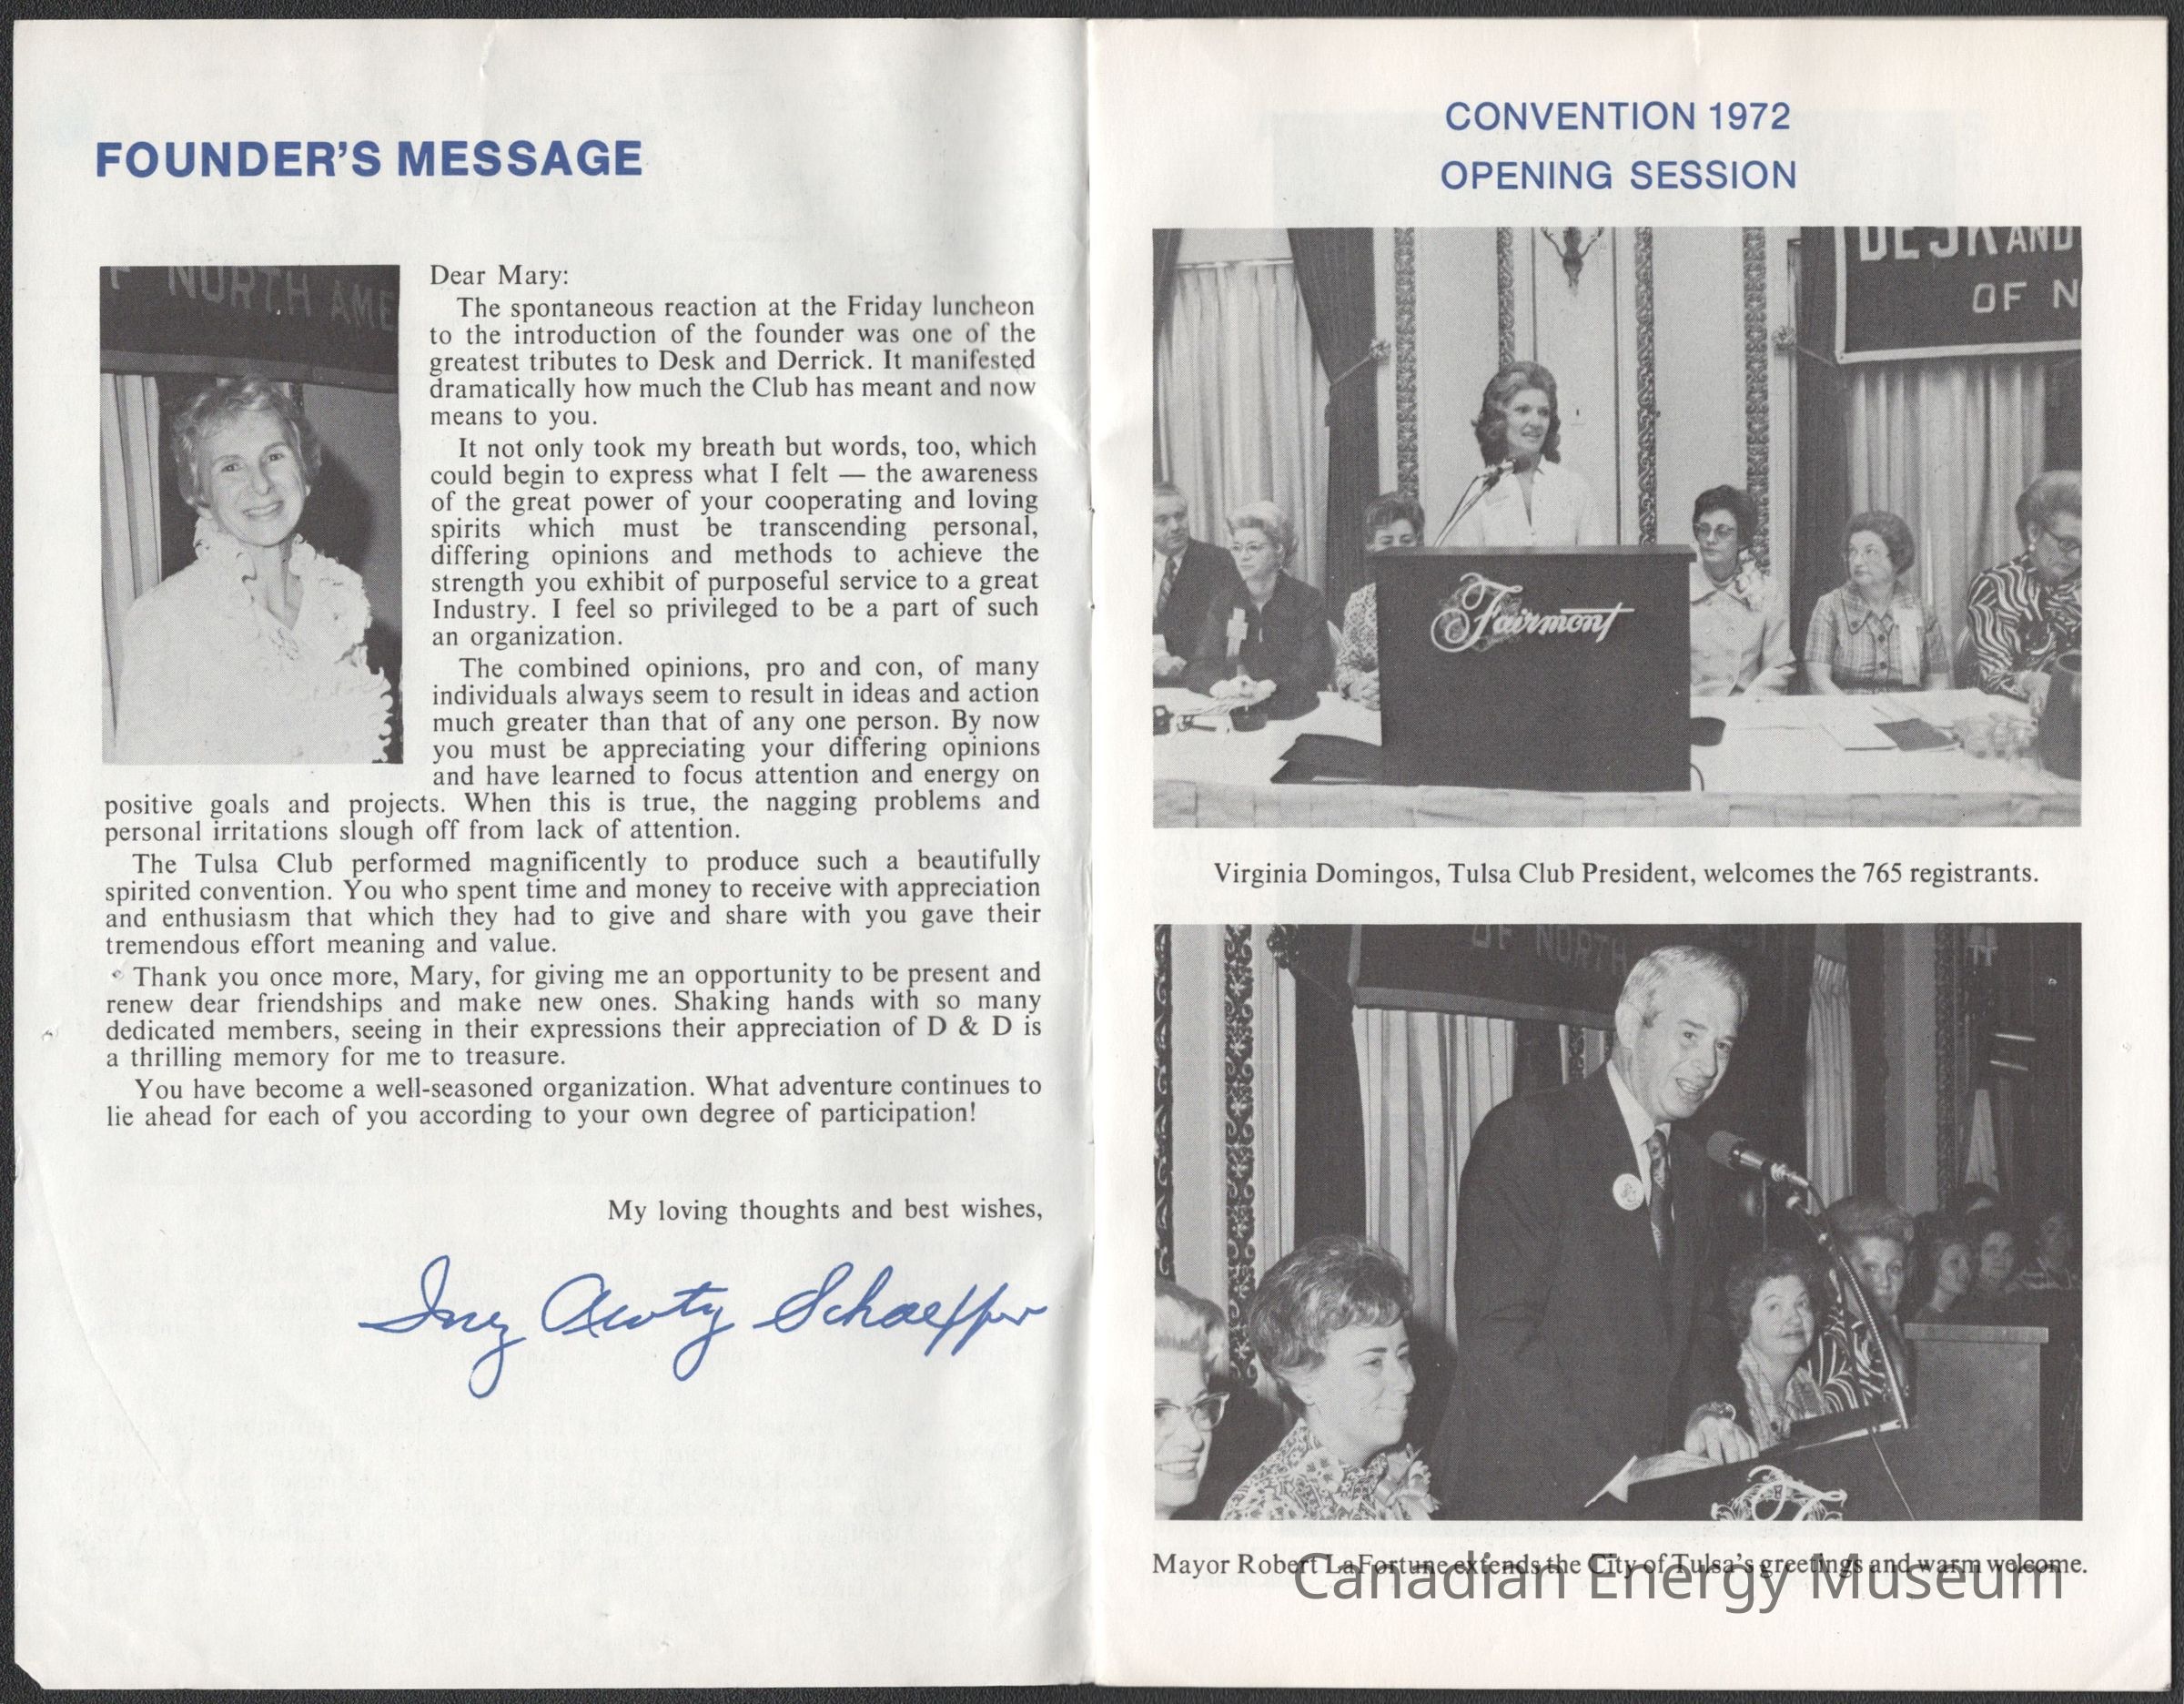 FOUNDER'S MESSAGE
F NORTH AME
Dear Mary:
The spontaneous reaction at the Friday luncheon
to the introduction of the founder was one of the
greatest tributes to Desk and Derrick. It manifested
dramatically how much the Club has meant and now
means to you.
It not only took my breath but words, too, which
could begin to express what I felt — the awareness
of the great power of your cooperating and loving
spirits which must be transcending personal,
differing opinions and methods to achieve the
strength you exhibit of purposeful service to a great
Industry. I feel so privileged to be a part of such
an organization.
The combined opinions, pro and con, of many
individuals always seem to result in ideas and action
much greater than that of any one person. By now
you must be appreciating your differing opinions
and have learned to focus attention and energy on
positive goals and projects. When this is true, the nagging problems and
personal irritations slough off from lack of attention.
The Tulsa Club performed magnificently to produce such a beautifully
spirited convention. You who spent time and money to receive with appreciation
and enthusiasm that which they had to give and share with you gave their
tremendous effort meaning and value.
Thank you once more, Mary, for giving me an opportunity to be present and
renew dear friendships and make new ones. Shaking hands with so many
dedicated members, seeing in their expressions their appreciation of D & D is
a thrilling memory for me to treasure.
You have become a well-seasoned organization. What adventure continues to
lie ahead for each of you according to your own degree of participation!
My loving thoughts and best wishes,
Inez Awty Schaeffer
CONVENTION 1972
OPENING SESSION
DESK AND
OF N
Fairmont
Virginia Domingos, Tulsa Club President, welcomes the 765 registrants.
OF NORTH
Mayor Robert LaFortune extends the City of Tulsa's greetings and warm welcome.
Canadian Energy Museum